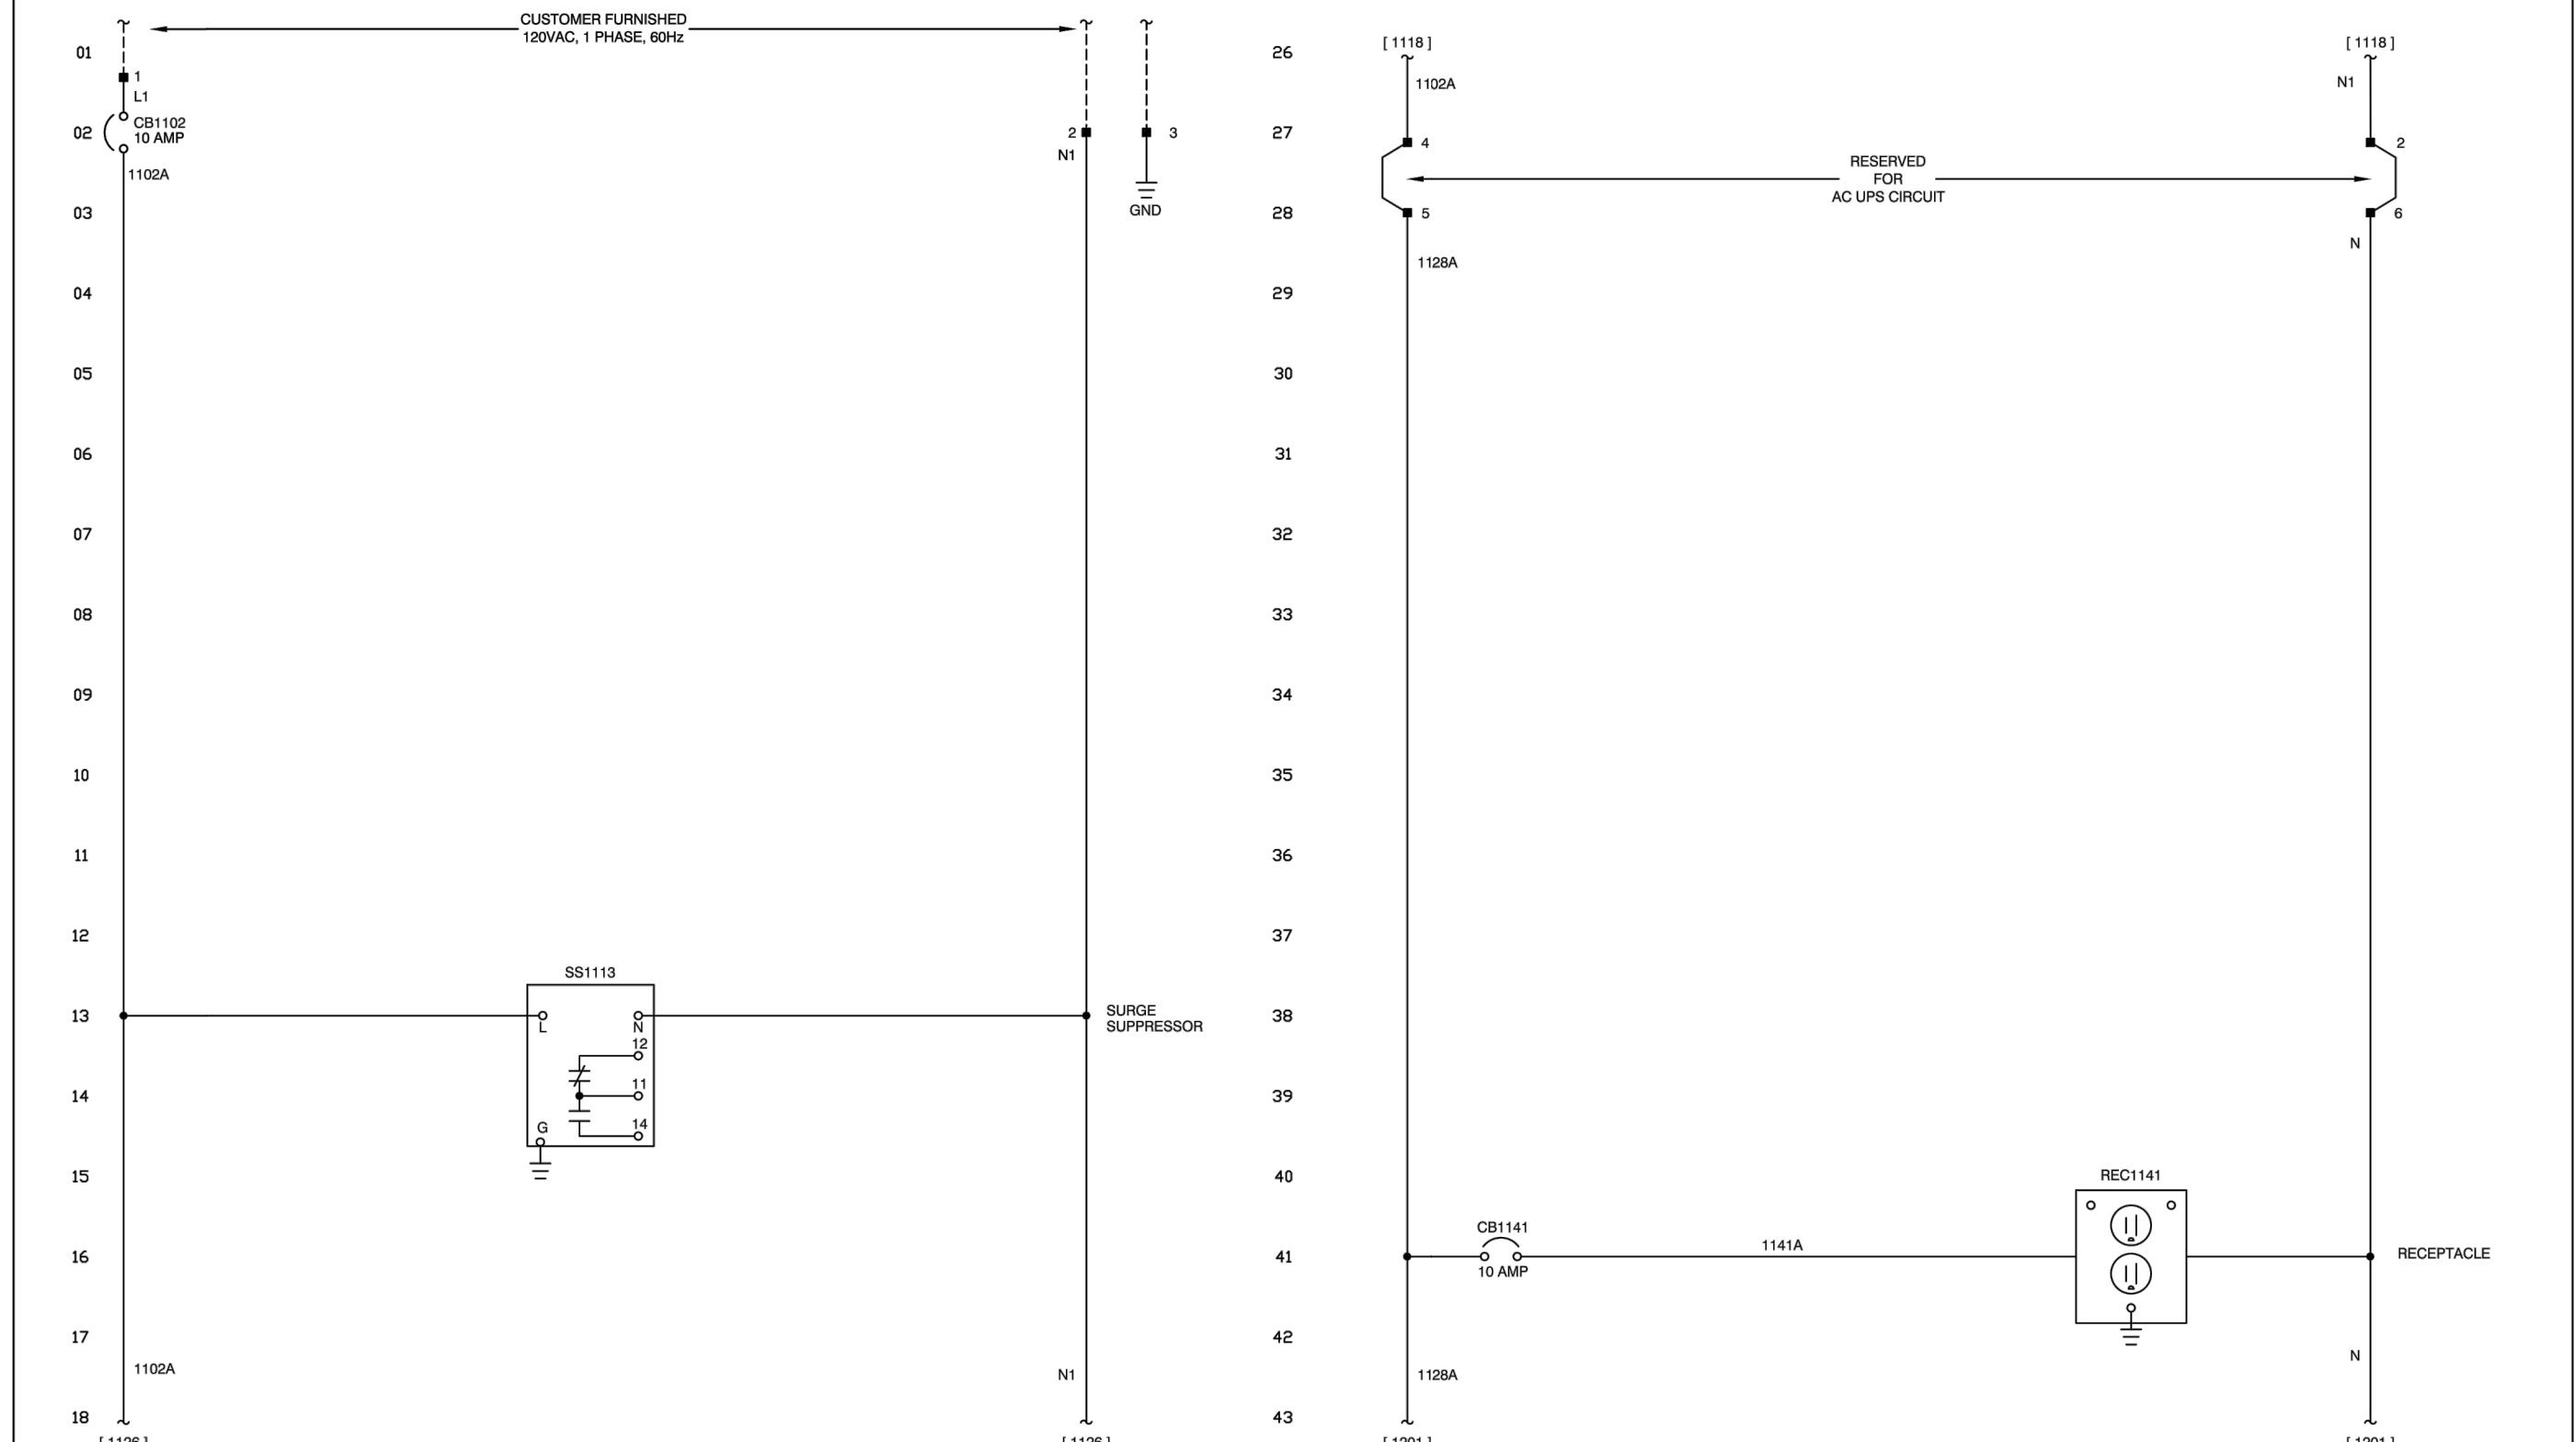 CUSTOMER FURNISHED
120VAC, 1 PHASE, 60Hz
01
1
L1
02
CB1102
10 AMP
1102A
2
N1
3
GND
03
04
05
06
07
08
09
10
11
12
SS1113
13
L
N
12
11
14
G
SURGE
SUPPRESSOR
14
15
16
17
1102A
N1
18
[ 1126 ]
[ 1126 ]
26
[ 1118 ]
[ 1118 ]
1102A
N1
27
4
2
RESERVED
FOR
AC UPS CIRCUIT
28
5
6
N
1128A
29
30
31
32
33
34
35
36
37
38
39
40
REC1141
CB1141
41
10 AMP
1141A
RECEPTACLE
42
N
1128A
43
[ 1201 ]
[ 1201 ]